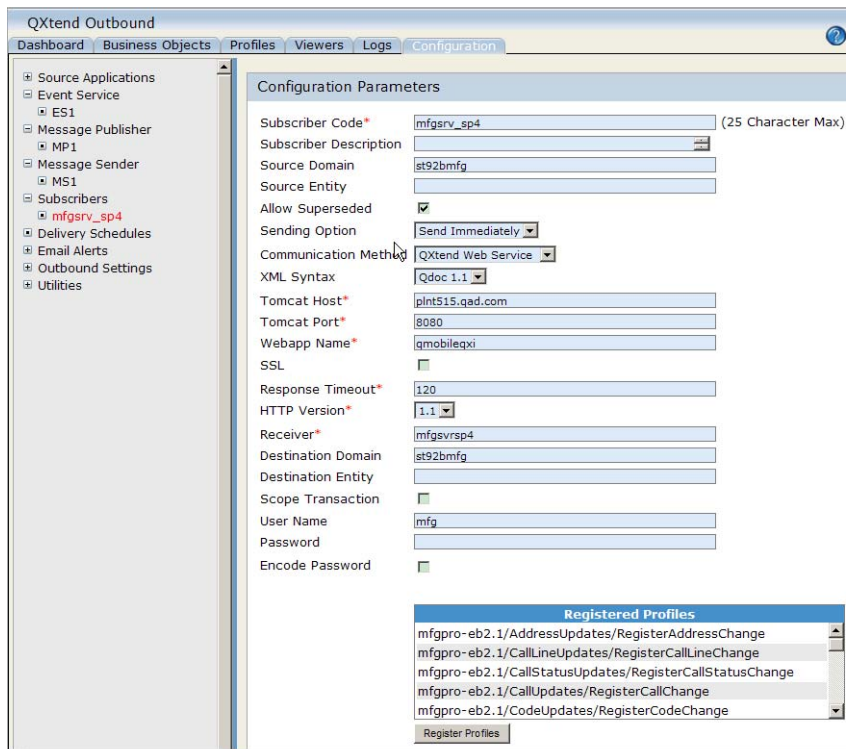 QXtend Outbound
Dashboard Business Objects Profiles Viewers Logs Configuration
?
Source Applications
Event Service
ES1
Message Publisher
MP1
Message Sender
MS1
Subscribers
mfgsrv_sp4
Delivery Schedules
Email Alerts
Outbound Settings
Utilities
Configuration Parameters
Subscriber Code* mfgsrv_sp4 (25 Character Max)
Subscriber Description
Source Domain st92bmfg
Source Entity
Allow Superseded
Sending Option Send Immediately
Communication Method QXtend Web Service
XML Syntax Qdoc 1.1
Tomcat Host* plnt515.qad.com
Tomcat Port* 8080
Webapp Name* qmobileqxi
SSL
Response Timeout* 120
HTTP Version* 1.1
Receiver* mfgsvrsp4
Destination Domain st92bmfg
Destination Entity
Scope Transaction
User Name mfg
Password
Encode Password
Registered Profiles
mfgpro-eb2.1/AddressUpdates/RegisterAddressChange
mfgpro-eb2.1/CallLineUpdates/RegisterCallLineChange
mfgpro-eb2.1/CallStatusUpdates/RegisterCallStatusChange
mfgpro-eb2.1/CallUpdates/RegisterCallChange
mfgpro-eb2.1/CodeUpdates/RegisterCodeChange
Register Profiles